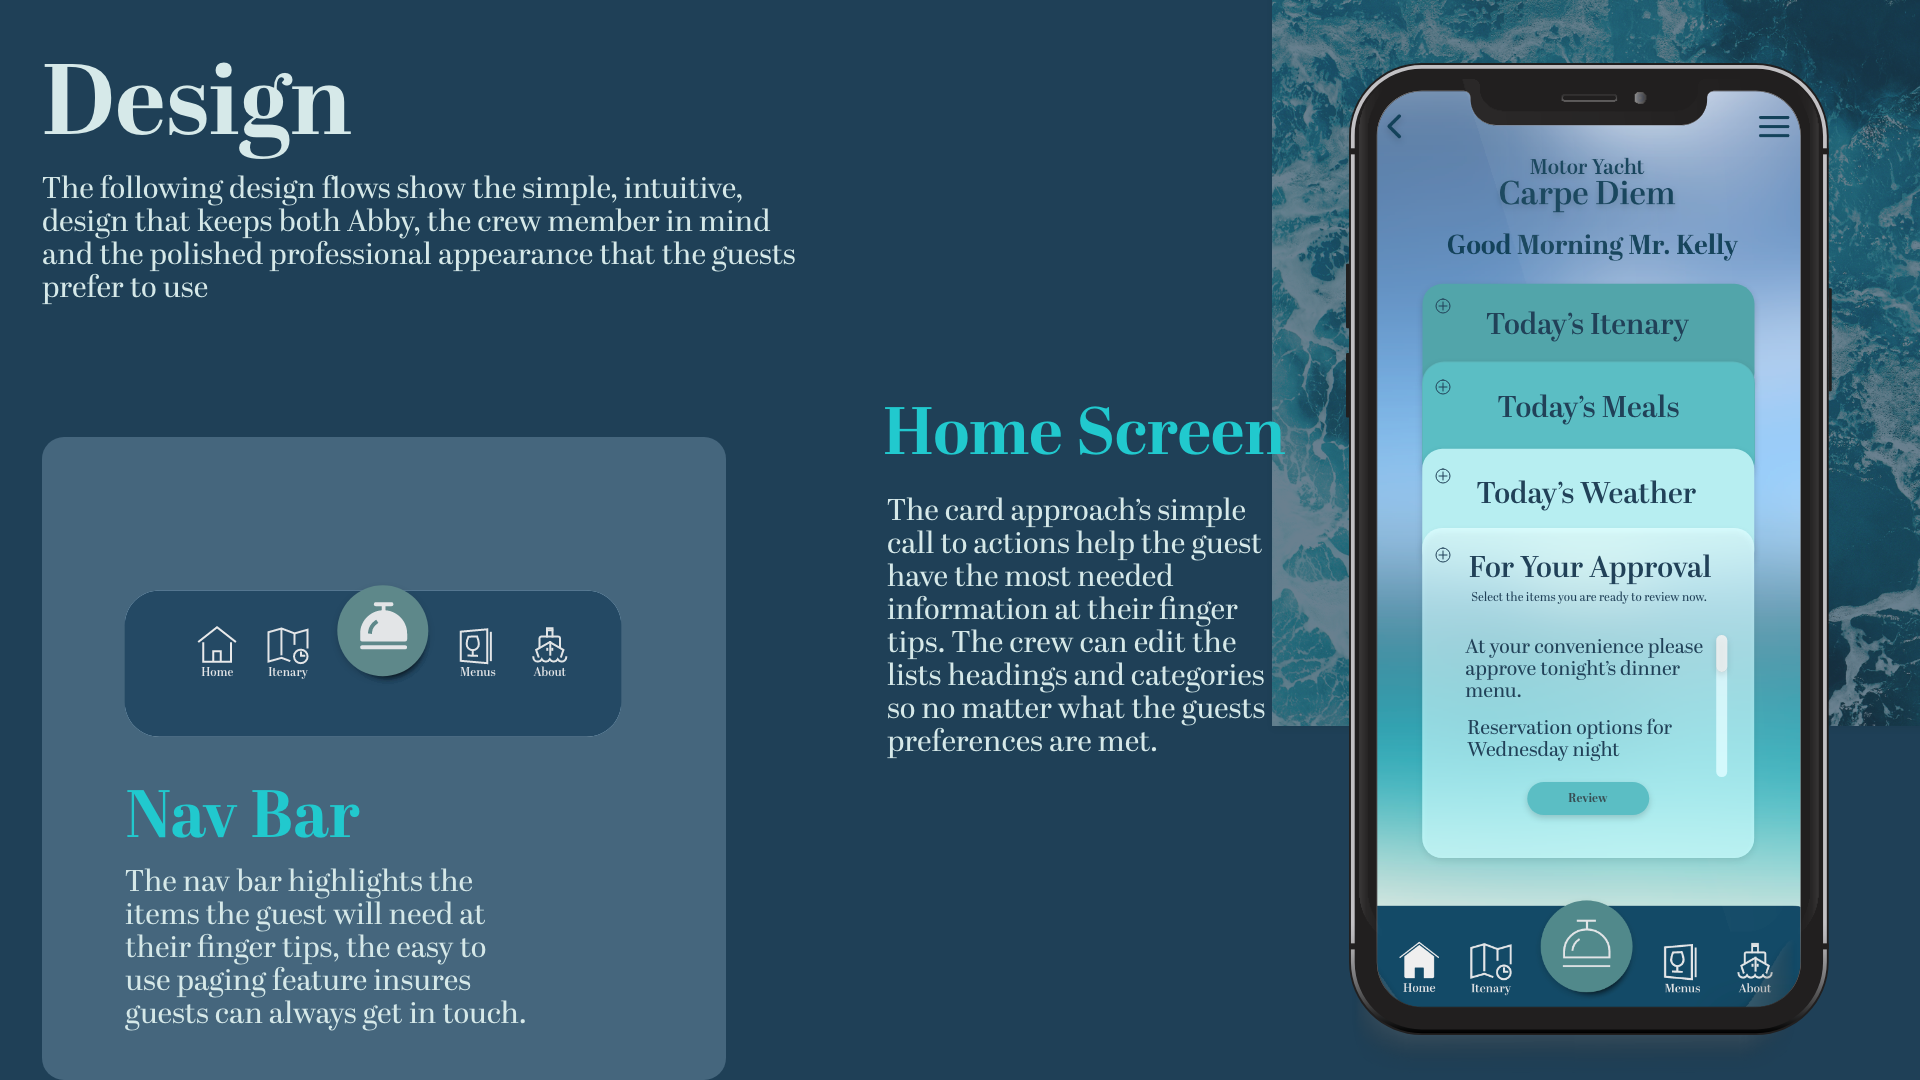 Design
The following design flows show the simple, intuitive,
design that keeps both Abby, the crew member in mind
and the polished professional appearance that the guests
prefer to use
Home
Itenary
Menus
About
Nav Bar
The nav bar highlights the
items the guest will need at
their finger tips, the easy to
use paging feature insures
guests can always get in touch.
Home Screen
The card approach's simple
call to actions help the guest
have the most needed
information at their finger
tips. The crew can edit the
lists headings and categories
so no matter what the guests
preferences are met.
Motor Yacht
Carpe Diem
Good Morning Mr. Kelly
Today's Itenary
Today's Meals
Today's Weather
For Your Approval
Select the items you are ready to review now.
At your convenience please
approve tonight's dinner
menu.
Reservation options for
Wednesday night
Review
Home
Itenary
Menus
About